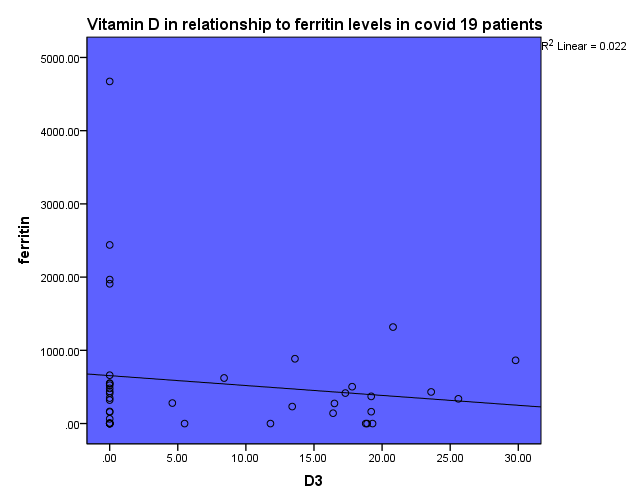 Vitamin D in relationship to ferritin levels in covid 19 patients
R2 Linear = 0.022
5000.00
4000.00
3000.00
2000.00
1000.00
.00
ferritin
.00 5.00 10.00 15.00 20.00 25.00 30.00
D3